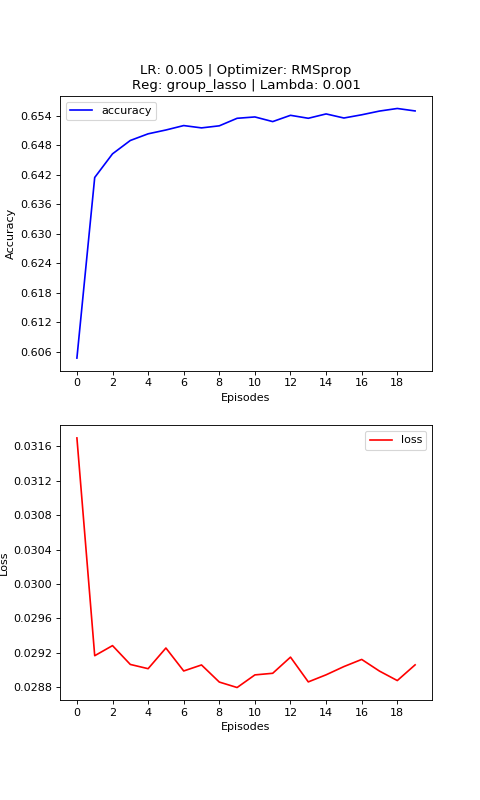 LR: 0.005 | Optimizer: RMSprop
Reg: group_lasso | Lambda: 0.001
accuracy
0.654
0.648
0.642
0.636
0.630
0.624
0.618
0.612
0.606
Accuracy
0 2 4 6 8 10 12 14 16 18
Episodes
loss
0.0316
0.0312
0.0308
0.0304
0.0300
0.0296
0.0292
0.0288
Loss
0 2 4 6 8 10 12 14 16 18
Episodes